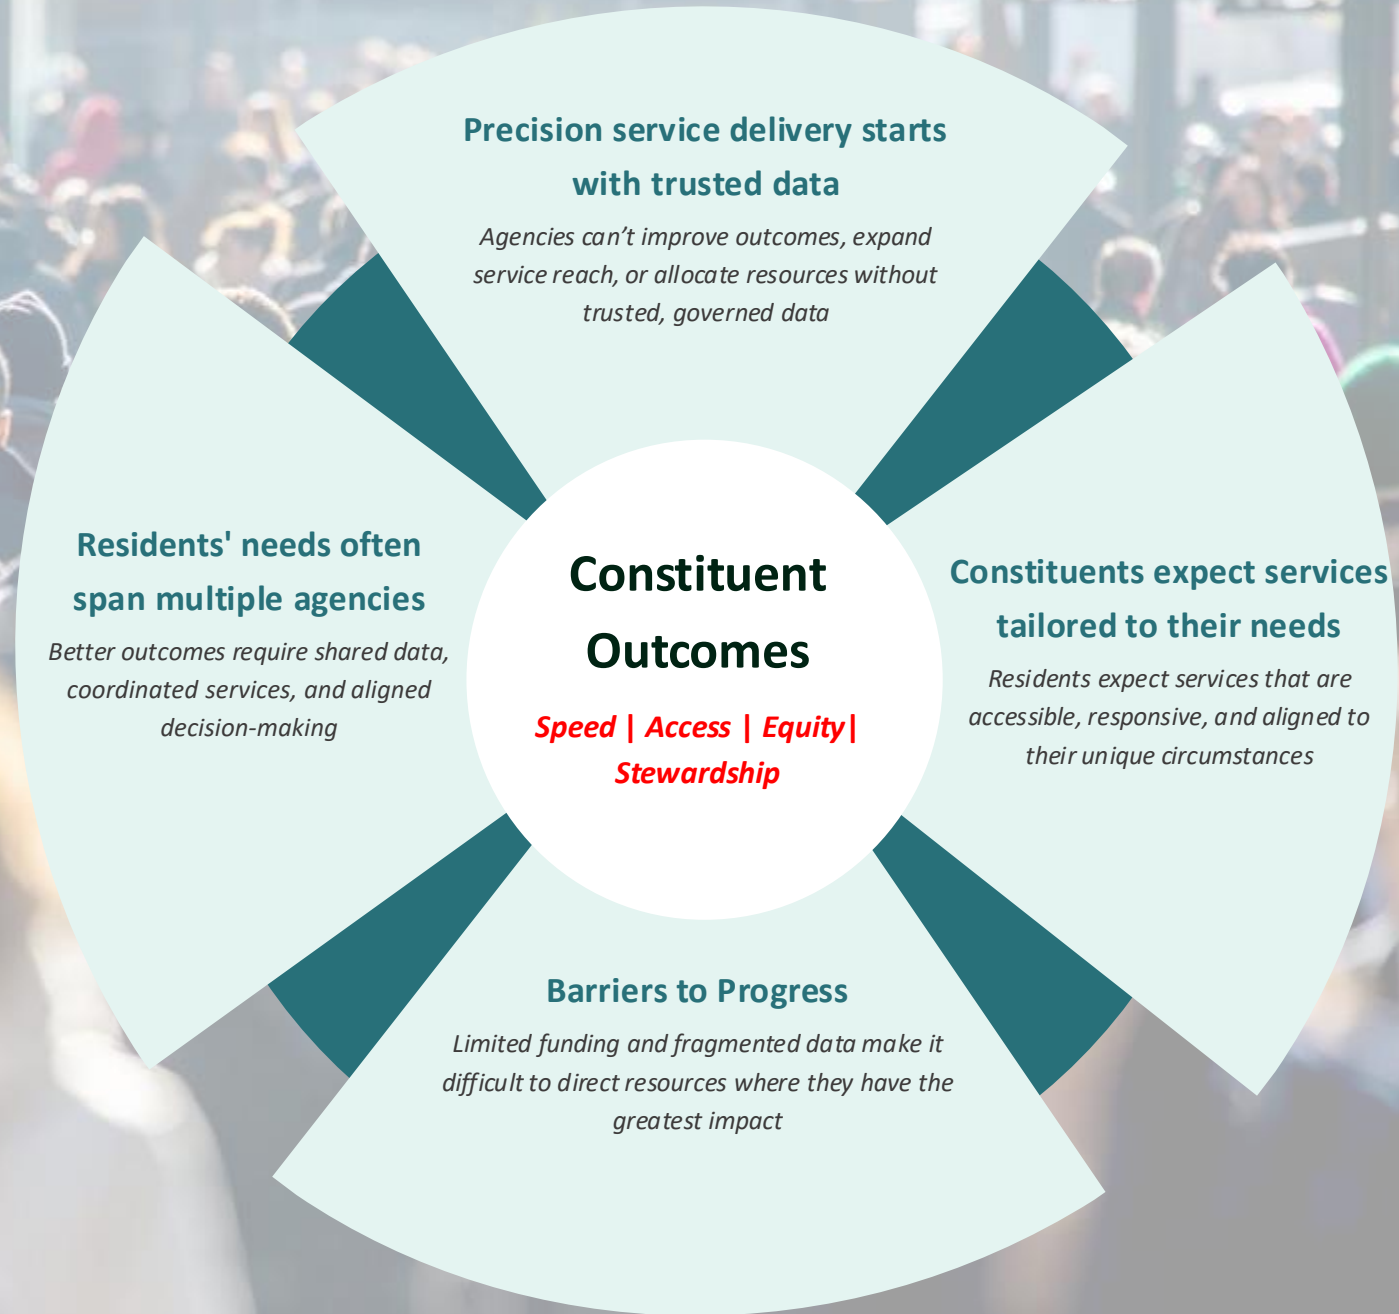 Precision service delivery starts
with trusted data
Agencies can’t improve outcomes, expand
service reach, or allocate resources without
trusted, governed data
Residents' needs often
span multiple agencies
Better outcomes require shared data,
coordinated services, and aligned
decision-making
Constituent
Outcomes
Speed | Access | Equity|
Stewardship
Constituents expect services
tailored to their needs
Residents expect services that are
accessible, responsive, and aligned to
their unique circumstances
Barriers to Progress
Limited funding and fragmented data make it
difficult to direct resources where they have the
greatest impact